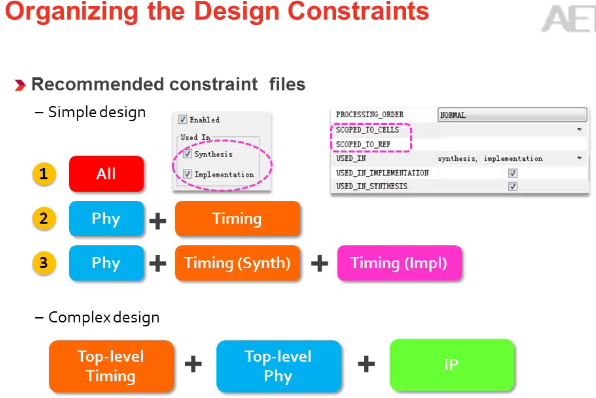 Organizing the Design Constraints
AE
Recommended constraint files
– Simple design
Enabled
Used In
Synthesis
Implementation
PROCESSING_ORDER NORMAL
SCOPED_TO_CELLS
SCOPED_TO_REF
USED_IN synthesis, implementation
USED_IN_IMPLEMENTATION
USED_IN_SYNTHESIS
1 All
2 Phy + Timing
3 Phy + Timing (Synth) + Timing (Impl)
– Complex design
Top-level Timing + Top-level Phy + IP